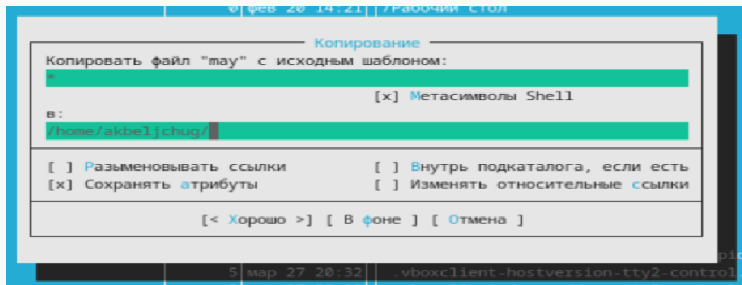 0 фев 20 14:21 /Рабочий стол
Копирование
Копировать файл "may" с исходным шаблоном:
*
[x] Метасимволы Shell
в:
/home/akbeljchug/
[ ] Разыменовывать ссылки [ ] Внутрь подкаталога, если есть
[x] Сохранять атрибуты [ ] Изменять относительные ссылки
[< Хорошо >] [ В фоне ] [ Отмена ]
5 мар 27 20:32 .vboxclient-hostversion-tty2-control